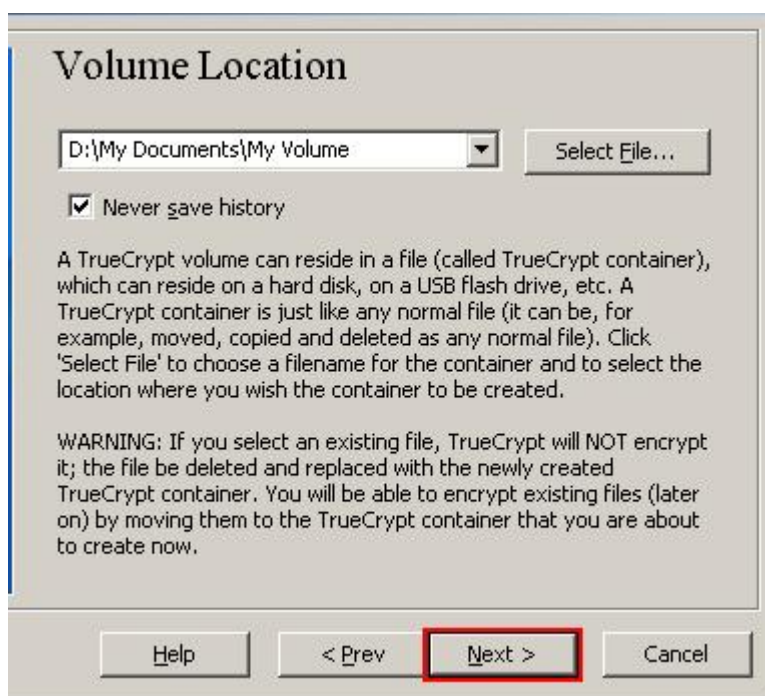 Volume Location
D:\My Documents\My Volume
Select File...
Never save history
A TrueCrypt volume can reside in a file (called TrueCrypt container),
which can reside on a hard disk, on a USB flash drive, etc. A
TrueCrypt container is just like any normal file (it can be, for
example, moved, copied and deleted as any normal file). Click
'Select File' to choose a filename for the container and to select the
location where you wish the container to be created.
WARNING: If you select an existing file, TrueCrypt will NOT encrypt
it; the file be deleted and replaced with the newly created
TrueCrypt container. You will be able to encrypt existing files (later
on) by moving them to the TrueCrypt container that you are about
to create now.
Help
< Prev
Next >
Cancel